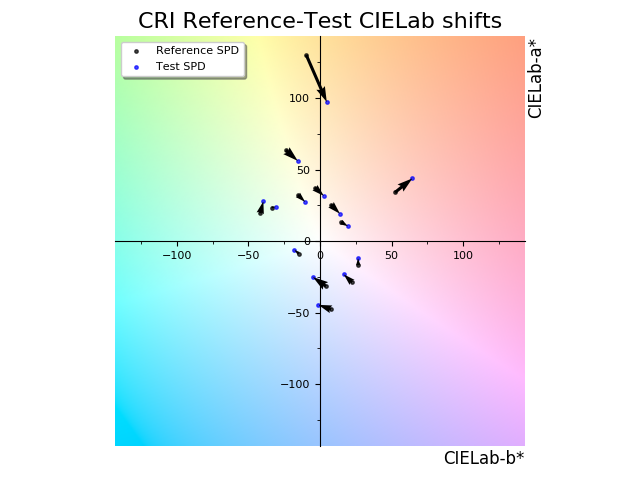 CRI Reference-Test CIELab shifts
Reference SPD
Test SPD
CIELab-a*
100
50
0
−100
−50
0
50
100
−50
−100
CIELab-b*